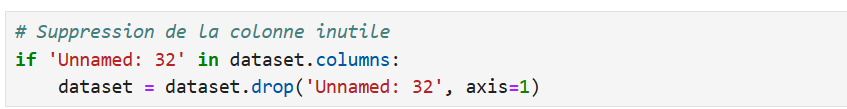 # Suppression de la colonne inutile
if 'Unnamed: 32' in dataset.columns:
    dataset = dataset.drop('Unnamed: 32', axis=1)